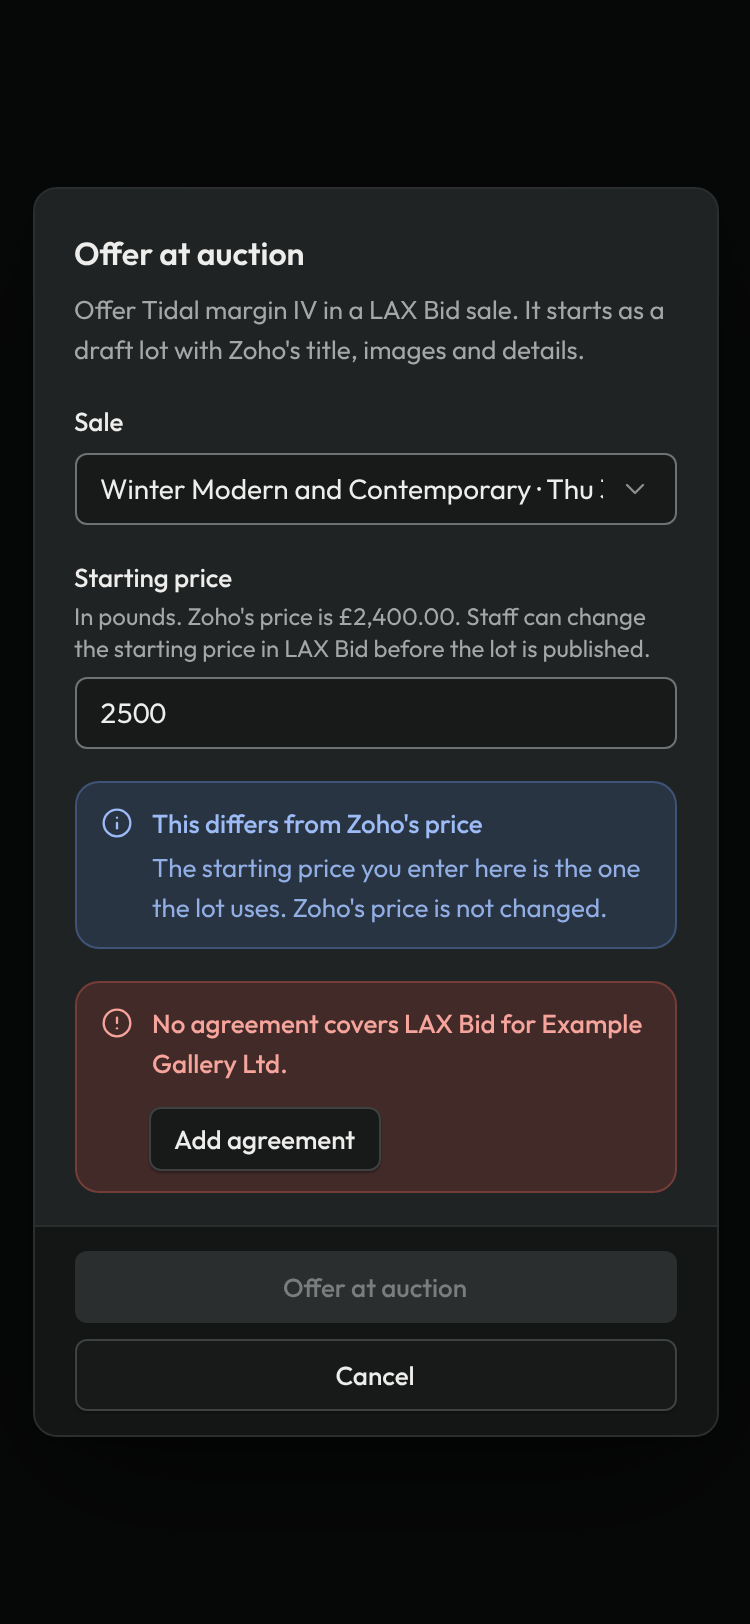 Offer at auction
Offer Tidal margin IV in a LAX Bid sale. It starts as a
draft lot with Zoho's title, images and details.
Sale
Winter Modern and Contemporary · Thu
Starting price
In pounds. Zoho's price is £2,400.00. Staff can change
the starting price in LAX Bid before the lot is published.
2500
This differs from Zoho's price
The starting price you enter here is the one
the lot uses. Zoho's price is not changed.
No agreement covers LAX Bid for Example
Gallery Ltd.
Add agreement
Offer at auction
Cancel